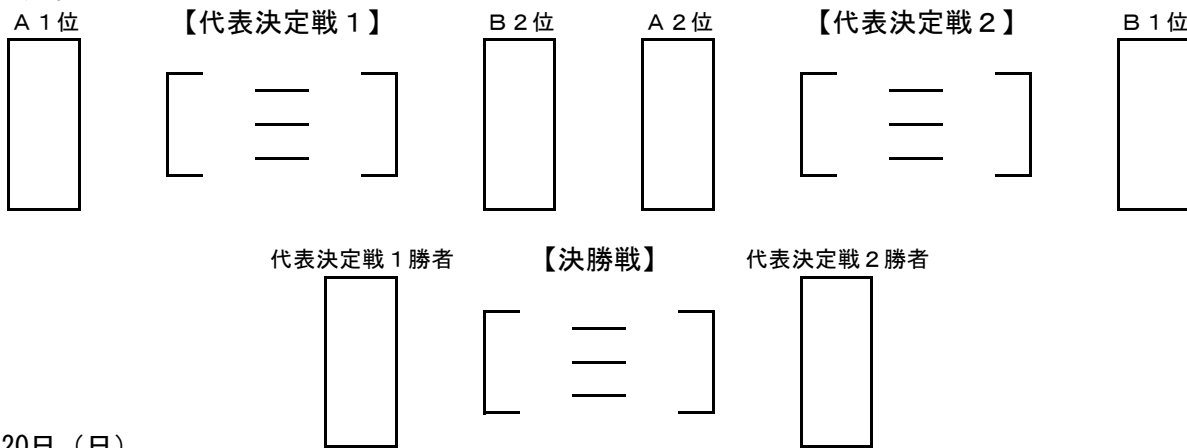 A1位 【代表決定戦1】 B2位 A2位 【代表決定戦2】 B1位
代表決定戦1勝者 【決勝戦】 代表決定戦2勝者
20日（日）